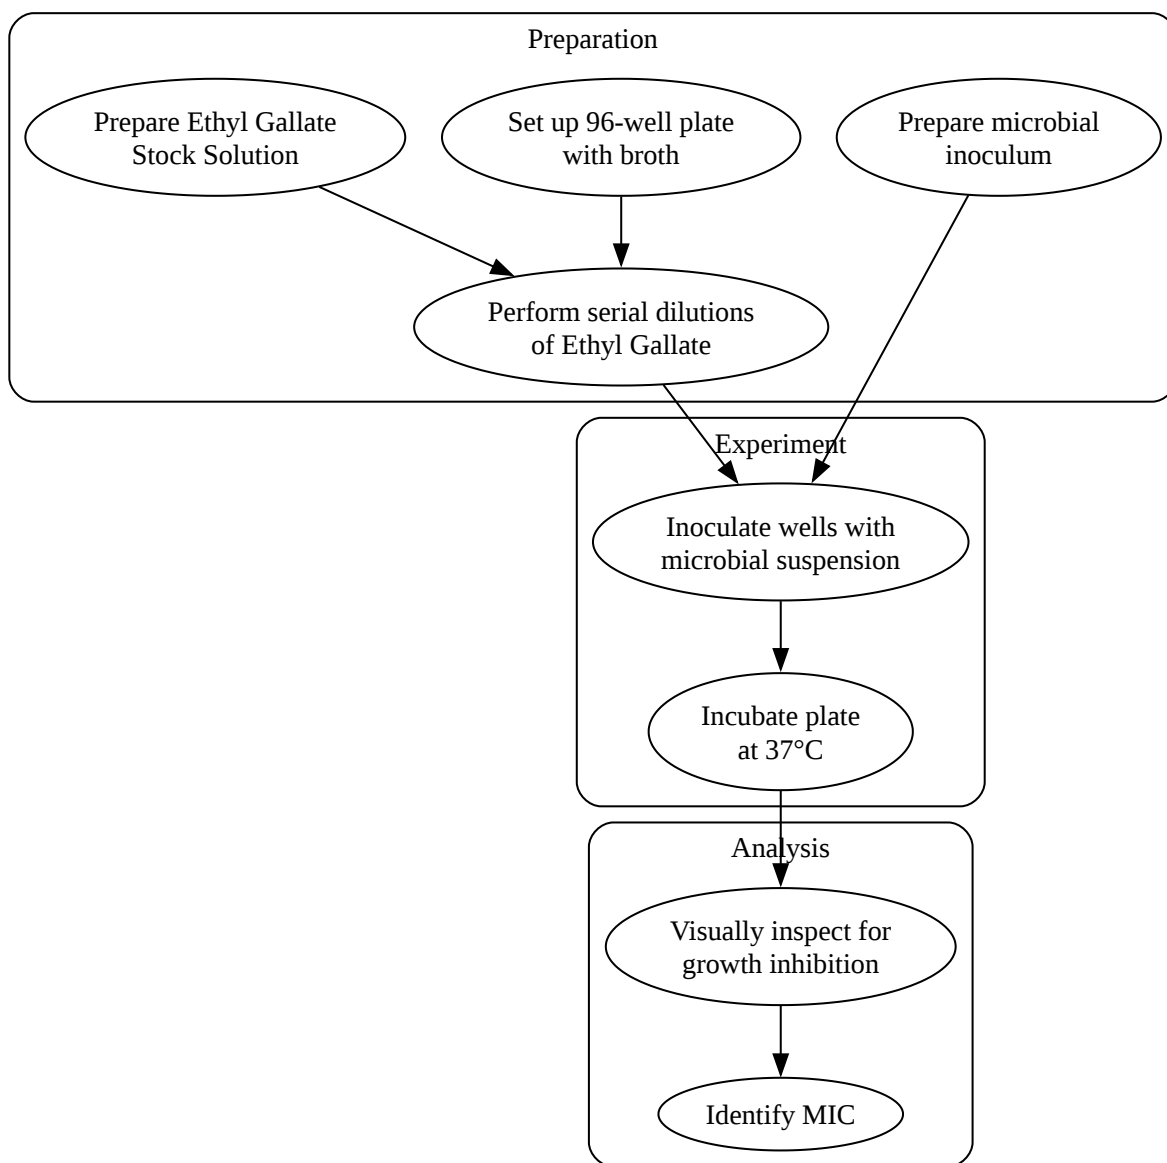 Preparation
Prepare Ethyl Gallate
Stock Solution
Set up 96-well plate
with broth
Prepare microbial
inoculum
Perform serial dilutions
of Ethyl Gallate
Experiment
Inoculate wells with
microbial suspension
Incubate plate
at 37°C
Analysis
Visually inspect for
growth inhibition
Identify MIC